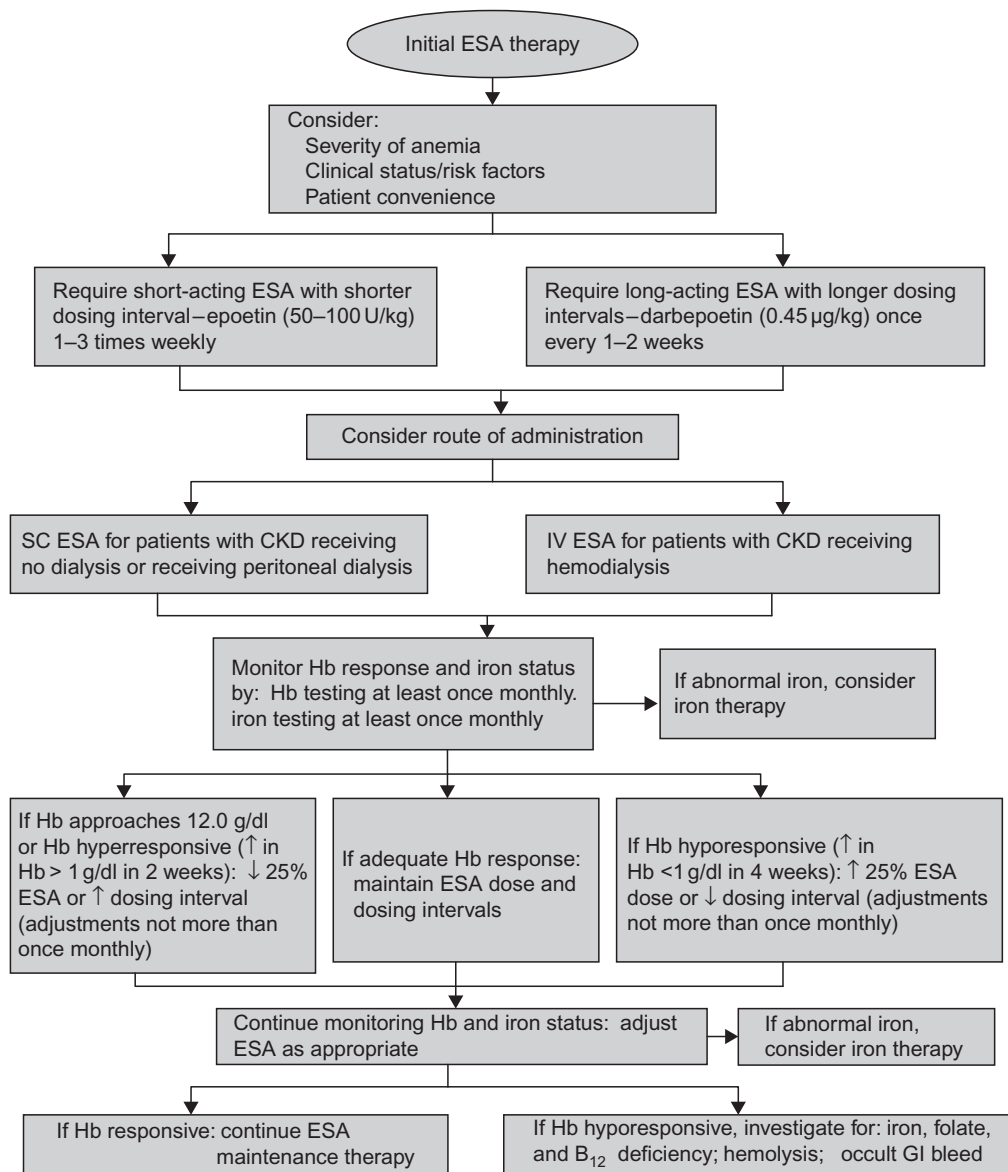 Initial ESA therapy
Consider:
Severity of anemia
Clinical status/risk factors
Patient convenience
Require short-acting ESA with shorter
dosing interval–epoetin (50–100 U/kg)
1–3 times weekly
Require long-acting ESA with longer dosing
intervals–darbepoetin (0.45 µg/kg) once
every 1–2 weeks
Consider route of administration
SC ESA for patients with CKD receiving
no dialysis or receiving peritoneal dialysis
IV ESA for patients with CKD receiving
hemodialysis
Monitor Hb response and iron status
by: Hb testing at least once monthly.
iron testing at least once monthly
If abnormal iron, consider
iron therapy
If Hb approaches 12.0 g/dl
or Hb hyperresponsive (↑ in
Hb > 1 g/dl in 2 weeks): ↓ 25%
ESA or ↑ dosing interval
(adjustments not more than
once monthly)
If adequate Hb response:
maintain ESA dose and
dosing intervals
If Hb hyporesponsive (↑ in
Hb <1 g/dl in 4 weeks): ↑ 25% ESA
dose or ↓ dosing interval (adjustments
not more than once monthly)
Continue monitoring Hb and iron status: adjust
ESA as appropriate
If abnormal iron,
consider iron therapy
If Hb responsive: continue ESA
maintenance therapy
If Hb hyporesponsive, investigate for: iron, folate,
and B₁₂ deficiency; hemolysis; occult GI bleed